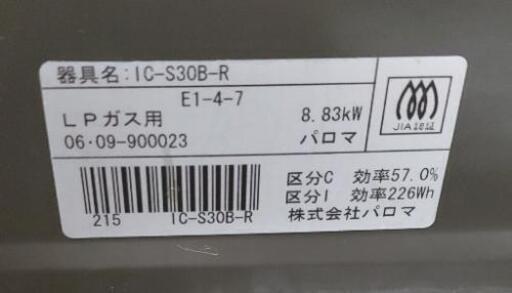 器具名:IC-S30B-R
E1-4-7
LPガス用 8.83kW
06･09-900023 パロマ
JIA認証
区分C 効率57.0%
区分I 効率226Wh
215 IC-S30B-R 株式会社パロマ